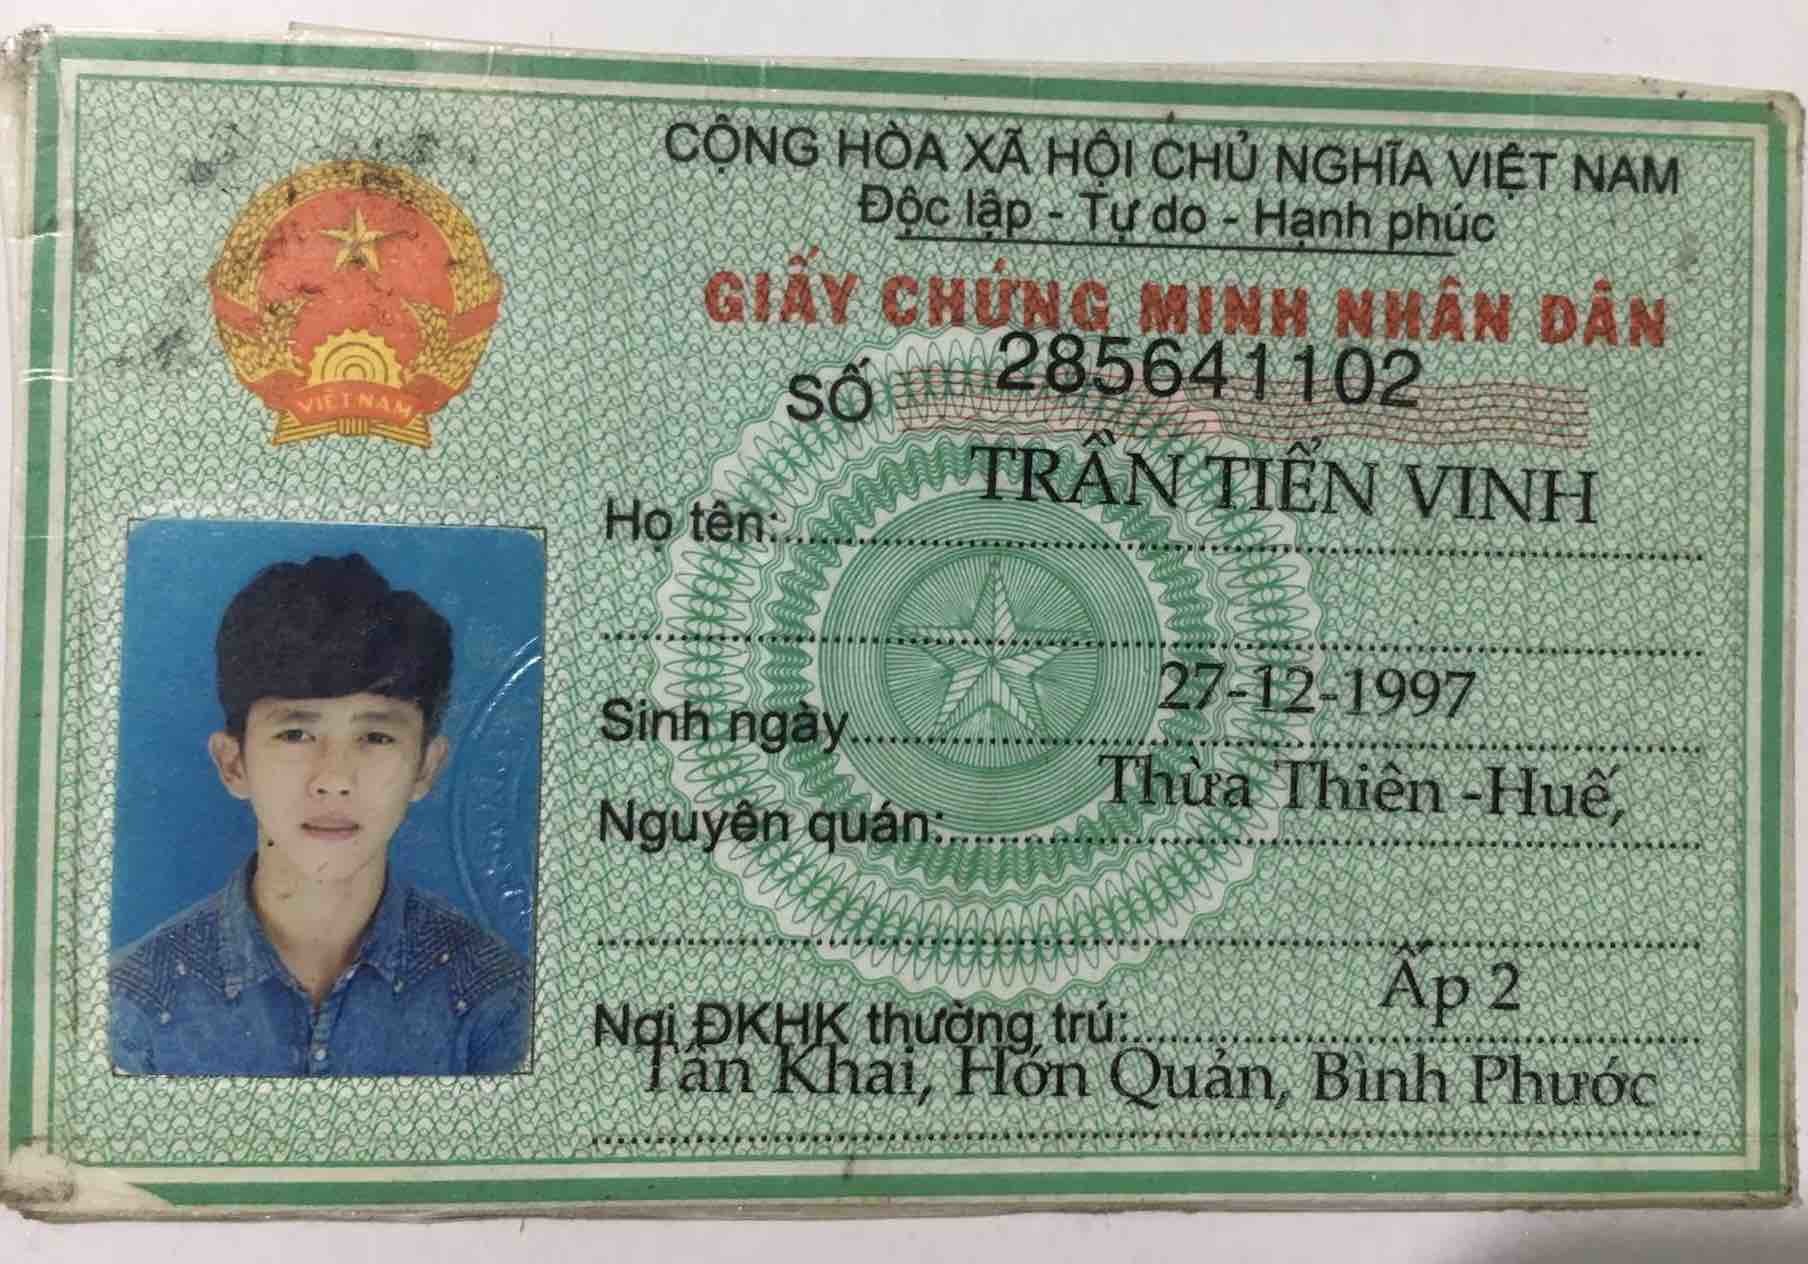 CỘNG HÒA XÃ HỘI CHỦ NGHĨA VIỆT NAM
Độc lập - Tự do - Hạnh phúc
GIẤY CHỨNG MINH NHÂN DÂN
SỐ 285641102
VIỆT NAM
Họ tên: TRẦN TIỂN VINH
Sinh ngày 27-12-1997
Nguyên quán: Thừa Thiên -Huế,
Nơi ĐKHK thường trú: Ấp 2
Tân Khai, Hớn Quản, Bình Phước